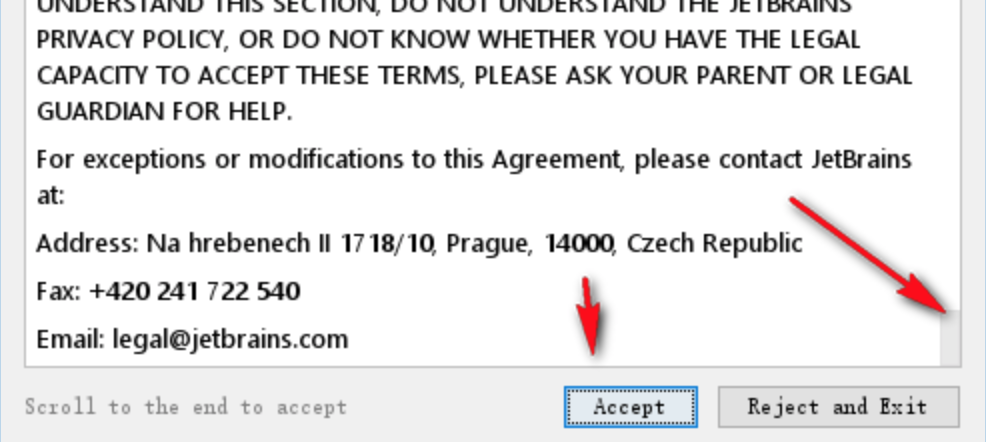 UNDERSTAND THIS SECTION, DO NOT UNDERSTAND THE JETBRAINS
PRIVACY POLICY, OR DO NOT KNOW WHETHER YOU HAVE THE LEGAL
CAPACITY TO ACCEPT THESE TERMS, PLEASE ASK YOUR PARENT OR LEGAL
GUARDIAN FOR HELP.
For exceptions or modifications to this Agreement, please contact JetBrains
at:
Address: Na hrebenech II 1718/10, Prague, 14000, Czech Republic
Fax: +420 241 722 540
Email: legal@jetbrains.com
Scroll to the end to accept
Accept
Reject and Exit